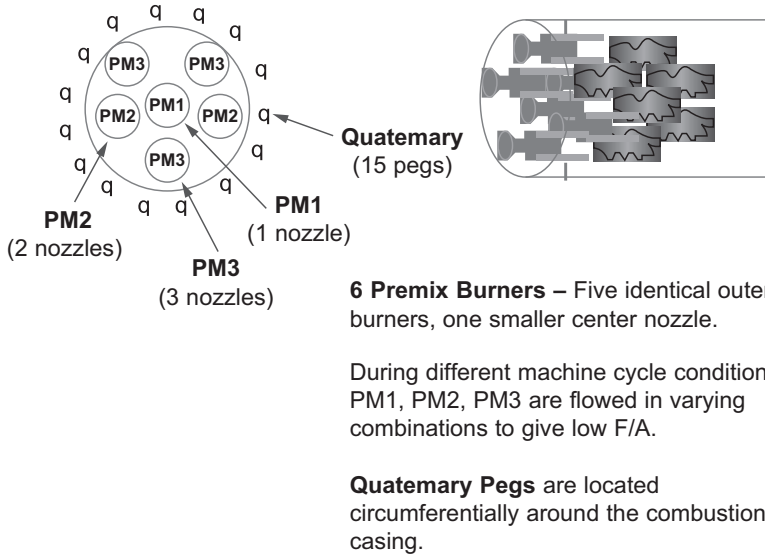 q q q q
q q
PM3 PM3
q q
q PM2 PM1 PM2 q
q
Quatemary
(15 pegs)
PM3
q q
q q
q q
PM2
(2 nozzles)
PM1
(1 nozzle)
PM3
(3 nozzles)
6 Premix Burners – Five identical outer
burners, one smaller center nozzle.
During different machine cycle condition
PM1, PM2, PM3 are flowed in varying
combinations to give low F/A.
Quatemary Pegs are located
circumferentially around the combustion
casing.